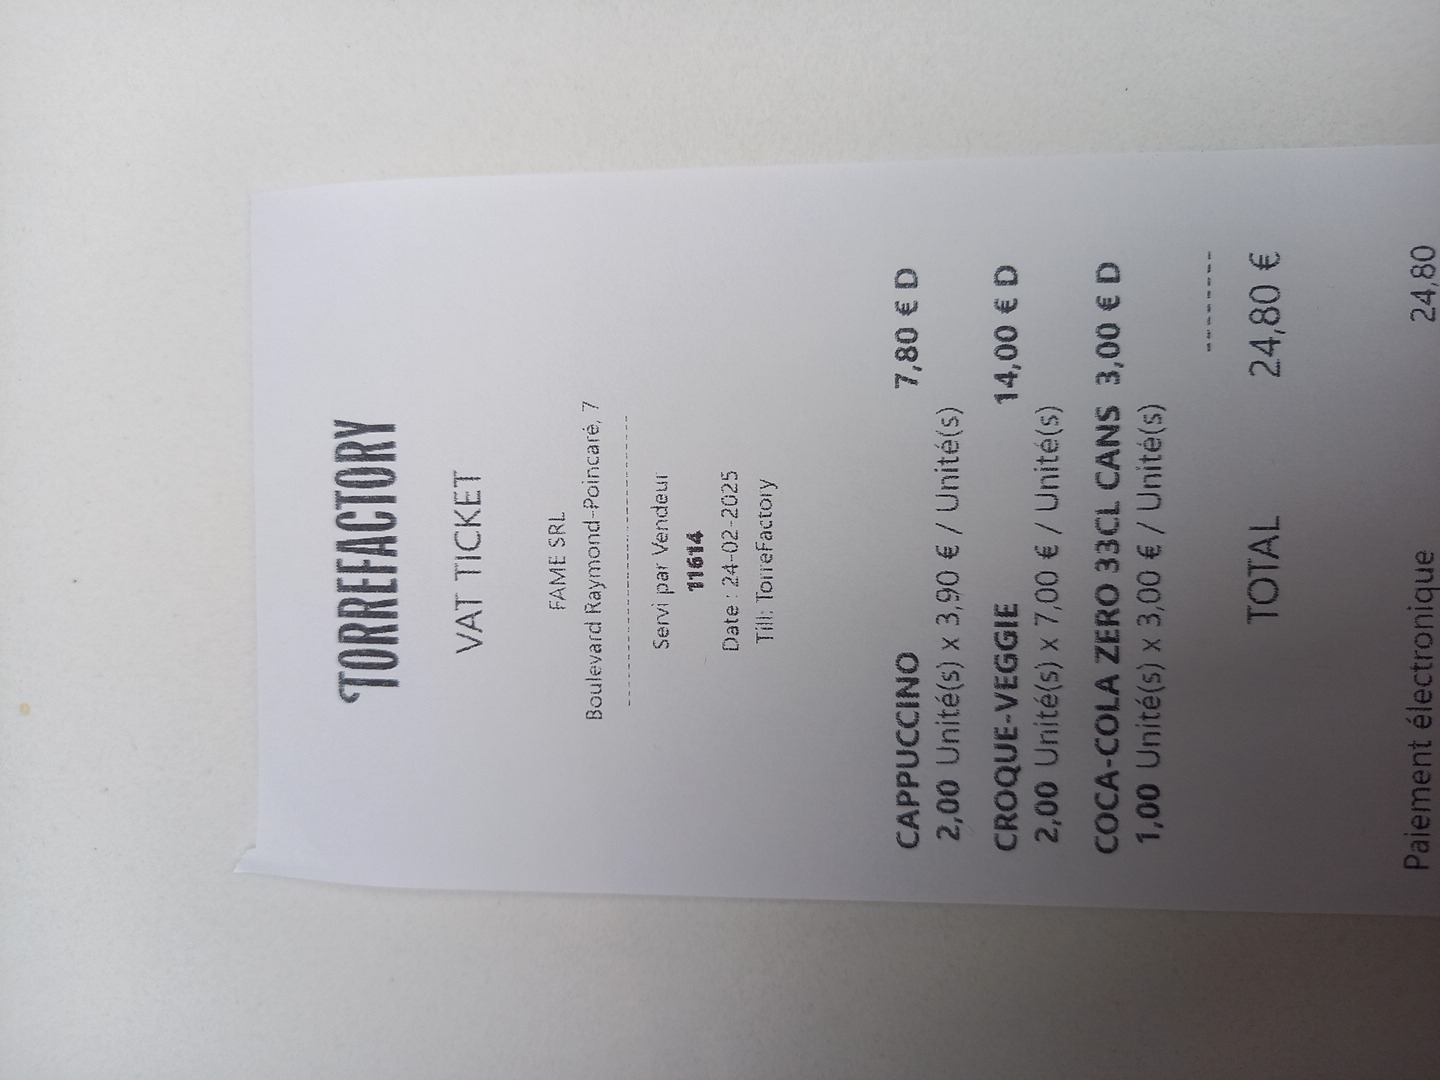 TORREFACTORY
VAT TICKET
FAME SRL
Boulevard Raymond-Poincaré, 7
--------------------------------
Servi par Vendeur
11614
Date : 24-02-2025
Till: TorreFactory
CAPPUCCINO 7,80 € D
2,00 Unité(s) x 3,90 € / Unité(s)
CROQUE-VEGGIE 14,00 € D
2,00 Unité(s) x 7,00 € / Unité(s)
COCA-COLA ZERO 33CL CANS 3,00 € D
1,00 Unité(s) x 3,00 € / Unité(s)
--------
TOTAL 24,80 €
Paiement électronique 24,80